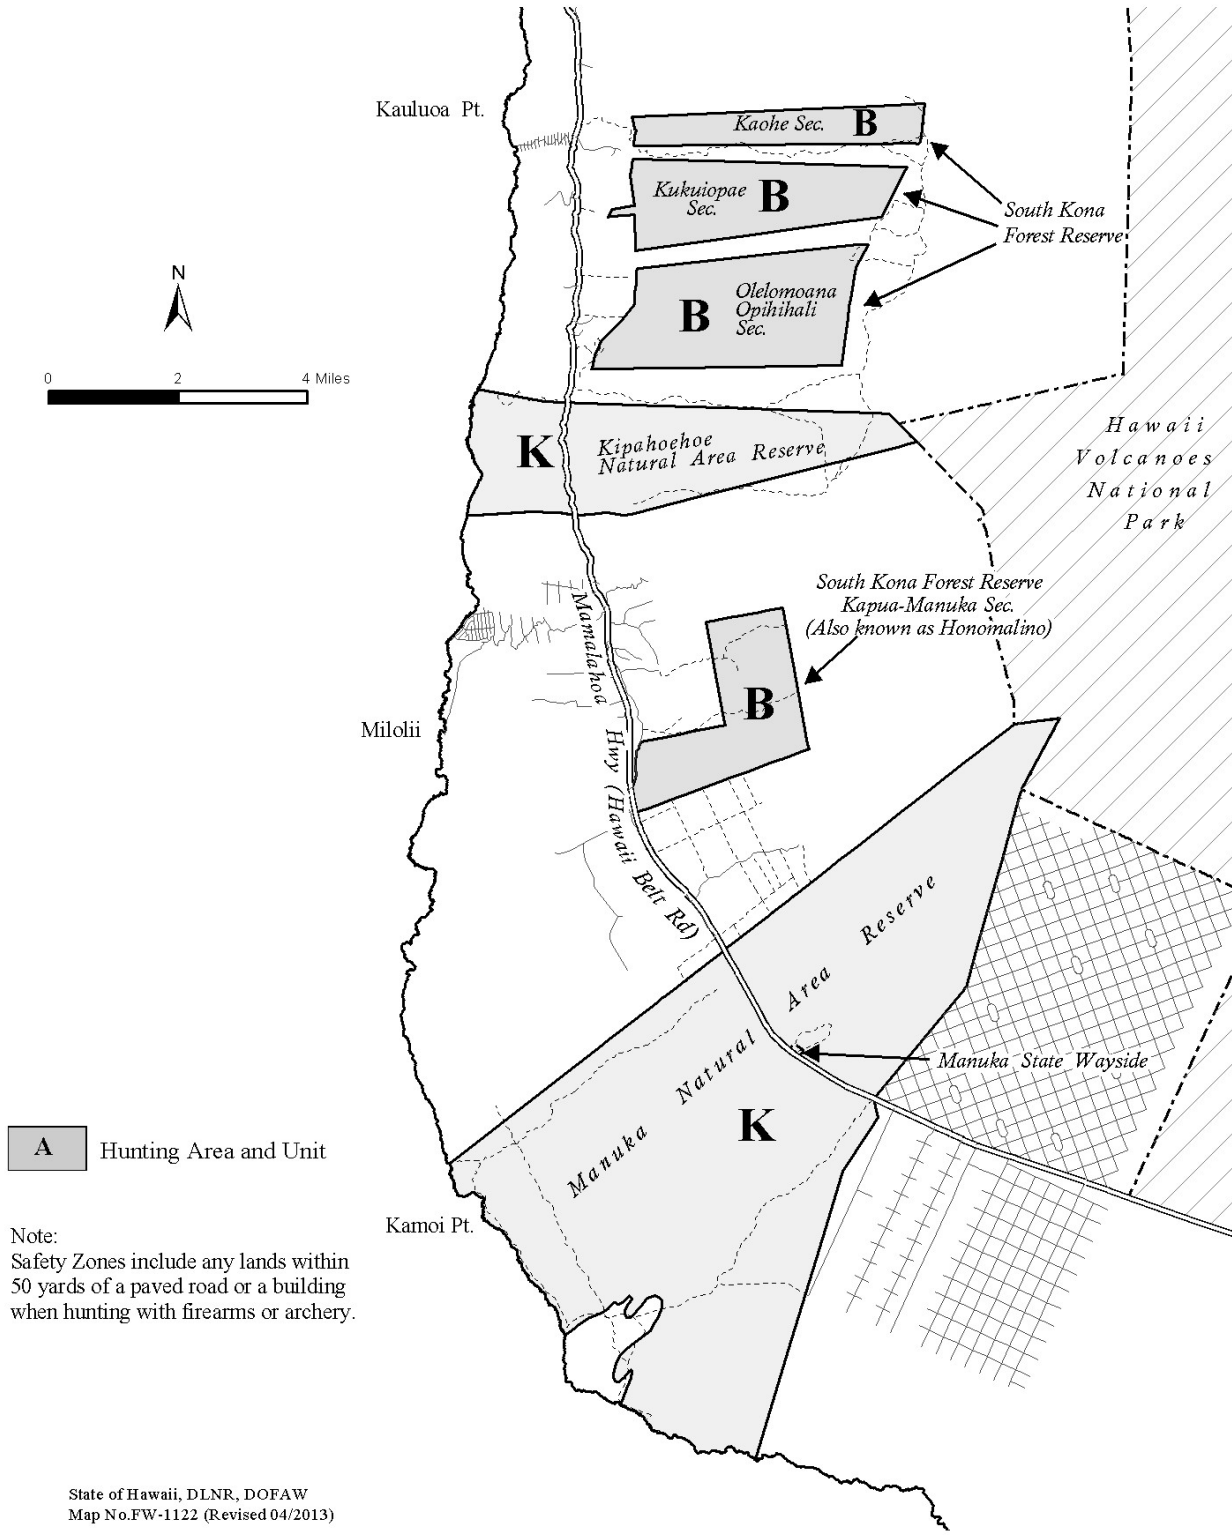 Kauluoa Pt.
Kaohe Sec. B
Kukuiopae
Sec.
B
South Kona
Forest Reserve
N
B
Olelomoana
Opihihali
Sec.
0 2 4 Miles
K
Kipahoehoe
Natural Area Reserve
Hawaii
Volcanoes
National
Park
South Kona Forest Reserve
Kapua-Manuka Sec.
(Also known as Honomalino)
B
Mamalahoa Hwy (Hawaii Belt Rd)
Milolii
Manuka Natural Area Reserve
Manuka State Wayside
K
A Hunting Area and Unit
Kamoi Pt.
Note:
Safety Zones include any lands within
50 yards of a paved road or a building
when hunting with firearms or archery.
State of Hawaii, DLNR, DOFAW
Map No.FW-1122 (Revised 04/2013)